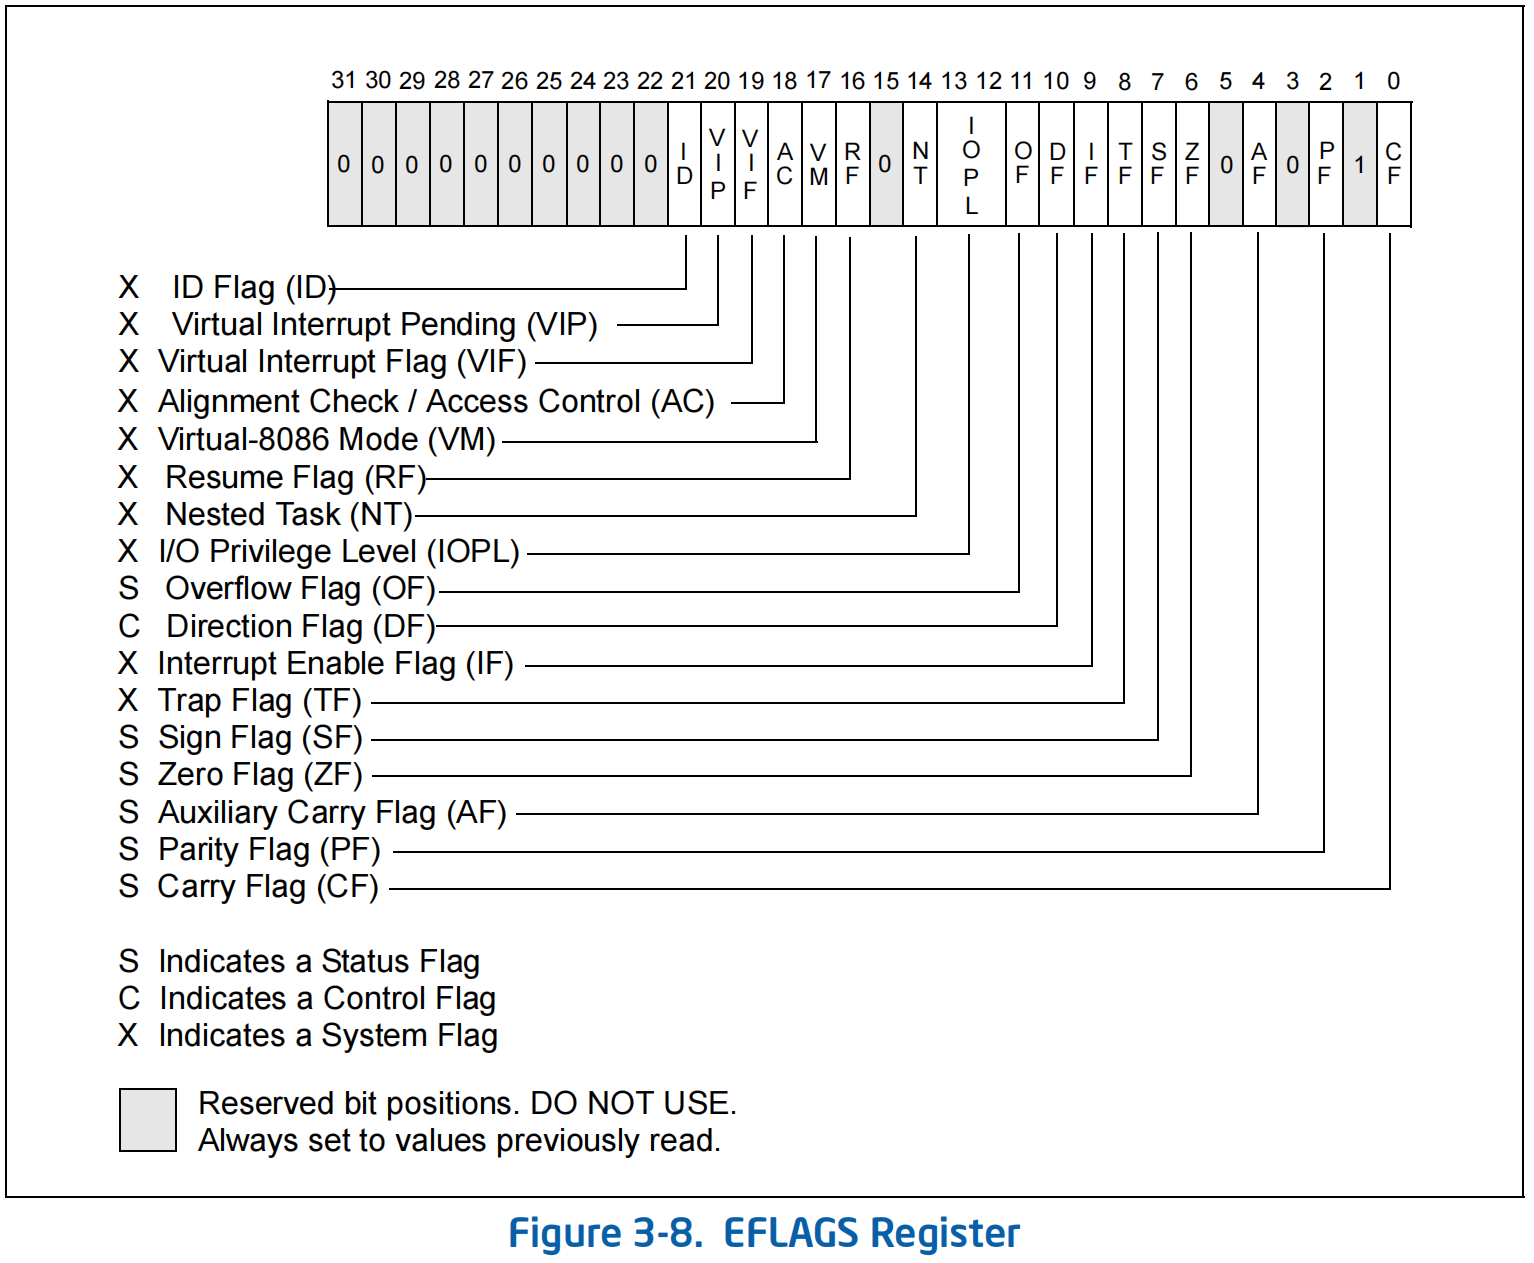 31 30 29 28 27 26 25 24 23 22 21 20 19 18 17 16 15 14 13 12 11 10 9 8 7 6 5 4 3 2 1 0
0 0 0 0 0 0 0 0 0 0 ID VIP VIF AC VM RF 0 NT IOPL OF DF IF TF SF ZF 0 AF 0 PF 1 CF
X ID Flag (ID)
X Virtual Interrupt Pending (VIP)
X Virtual Interrupt Flag (VIF)
X Alignment Check / Access Control (AC)
X Virtual-8086 Mode (VM)
X Resume Flag (RF)
X Nested Task (NT)
X I/O Privilege Level (IOPL)
S Overflow Flag (OF)
C Direction Flag (DF)
X Interrupt Enable Flag (IF)
X Trap Flag (TF)
S Sign Flag (SF)
S Zero Flag (ZF)
S Auxiliary Carry Flag (AF)
S Parity Flag (PF)
S Carry Flag (CF)
S Indicates a Status Flag
C Indicates a Control Flag
X Indicates a System Flag
Reserved bit positions. DO NOT USE.
Always set to values previously read.
Figure 3-8. EFLAGS Register